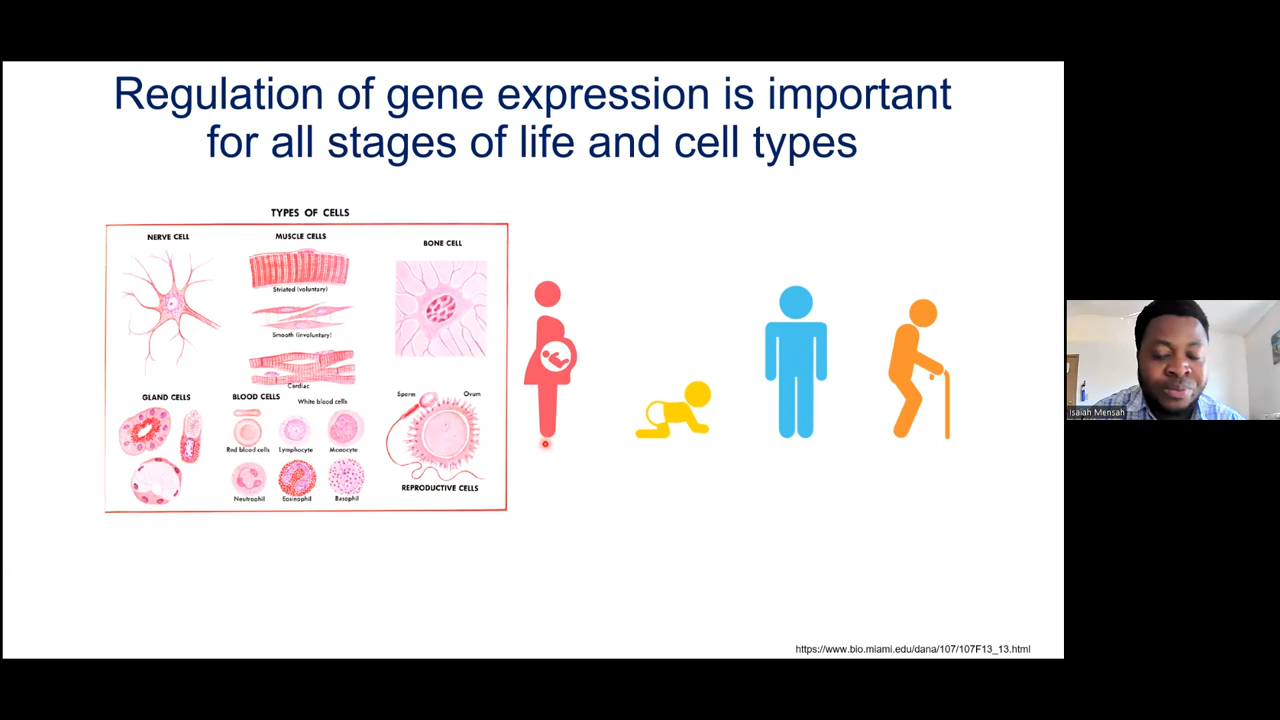 Regulation of gene expression is important
for all stages of life and cell types
TYPES OF CELLS
NERVE CELL
MUSCLE CELLS
BONE CELL
Striated (voluntary)
Smooth (involuntary)
Cardiac
GLAND CELLS
BLOOD CELLS
White blood cells
Sperm
Ovum
Red blood cells
Lymphocyte
Monocyte
Neutrophil
Eosinophil
Basophil
REPRODUCTIVE CELLS
Isaiah Mensah
https://www.bio.miami.edu/dana/107/107F13_13.html